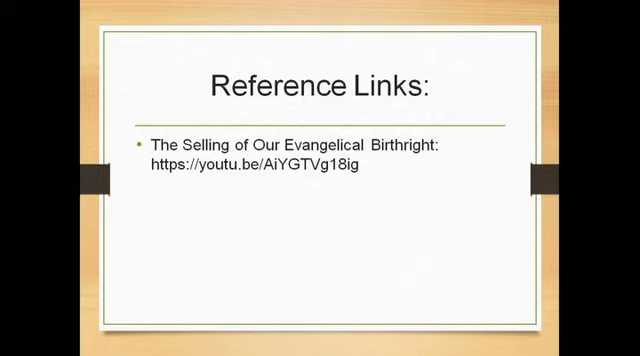 Reference Links:
• The Selling of Our Evangelical Birthright:
https://youtu.be/AiYGTVg18ig